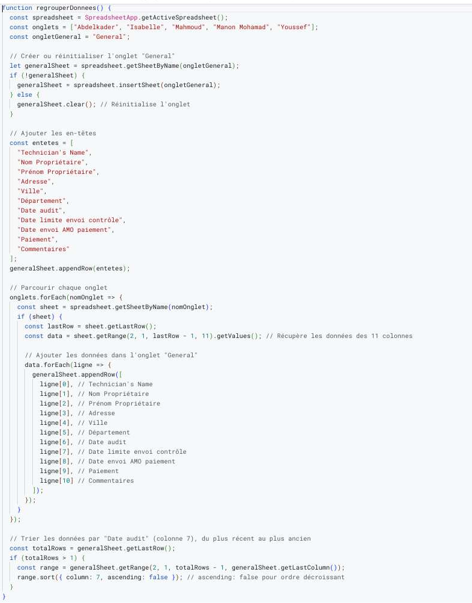 function regrouperDonnees() {
  const spreadsheet = SpreadsheetApp.getActiveSpreadsheet();
  const onglets = ["Abdelkader", "Isabelle", "Mahmoud", "Manon Mohamad", "Youssef"];
  const ongletGeneral = "General";

  // Créer ou réinitialiser l'onglet "General"
  let generalSheet = spreadsheet.getSheetByName(ongletGeneral);
  if (!generalSheet) {
    generalSheet = spreadsheet.insertSheet(ongletGeneral);
  } else {
    generalSheet.clear(); // Réinitialise l'onglet
  }

  // Ajouter les en-têtes
  const entetes = [
    "Technician's Name",
    "Nom Propriétaire",
    "Prénom Propriétaire",
    "Adresse",
    "Ville",
    "Département",
    "Date audit",
    "Date limite envoi contrôle",
    "Date envoi AMO paiement",
    "Paiement",
    "Commentaires"
  ];
  generalSheet.appendRow(entetes);

  // Parcourir chaque onglet
  onglets.forEach(nomOnglet => {
    const sheet = spreadsheet.getSheetByName(nomOnglet);
    if (sheet) {
      const lastRow = sheet.getLastRow();
      const data = sheet.getRange(2, 1, lastRow - 1, 11).getValues(); // Récupère les données des 11 colonnes

      // Ajouter les données dans l'onglet "General"
      data.forEach(ligne => {
        generalSheet.appendRow([
          ligne[0], // Technician's Name
          ligne[1], // Nom Propriétaire
          ligne[2], // Prénom Propriétaire
          ligne[3], // Adresse
          ligne[4], // Ville
          ligne[5], // Département
          ligne[6], // Date audit
          ligne[7], // Date limite envoi contrôle
          ligne[8], // Date envoi AMO paiement
          ligne[9], // Paiement
          ligne[10] // Commentaires
        ]);
      });
    }
  });

  // Trier les données par "Date audit" (colonne 7), du plus récent au plus ancien
  const totalRows = generalSheet.getLastRow();
  if (totalRows > 1) {
    const range = generalSheet.getRange(2, 1, totalRows - 1, generalSheet.getLastColumn());
    range.sort({ column: 7, ascending: false }); // ascending: false pour ordre décroissant
  }
}